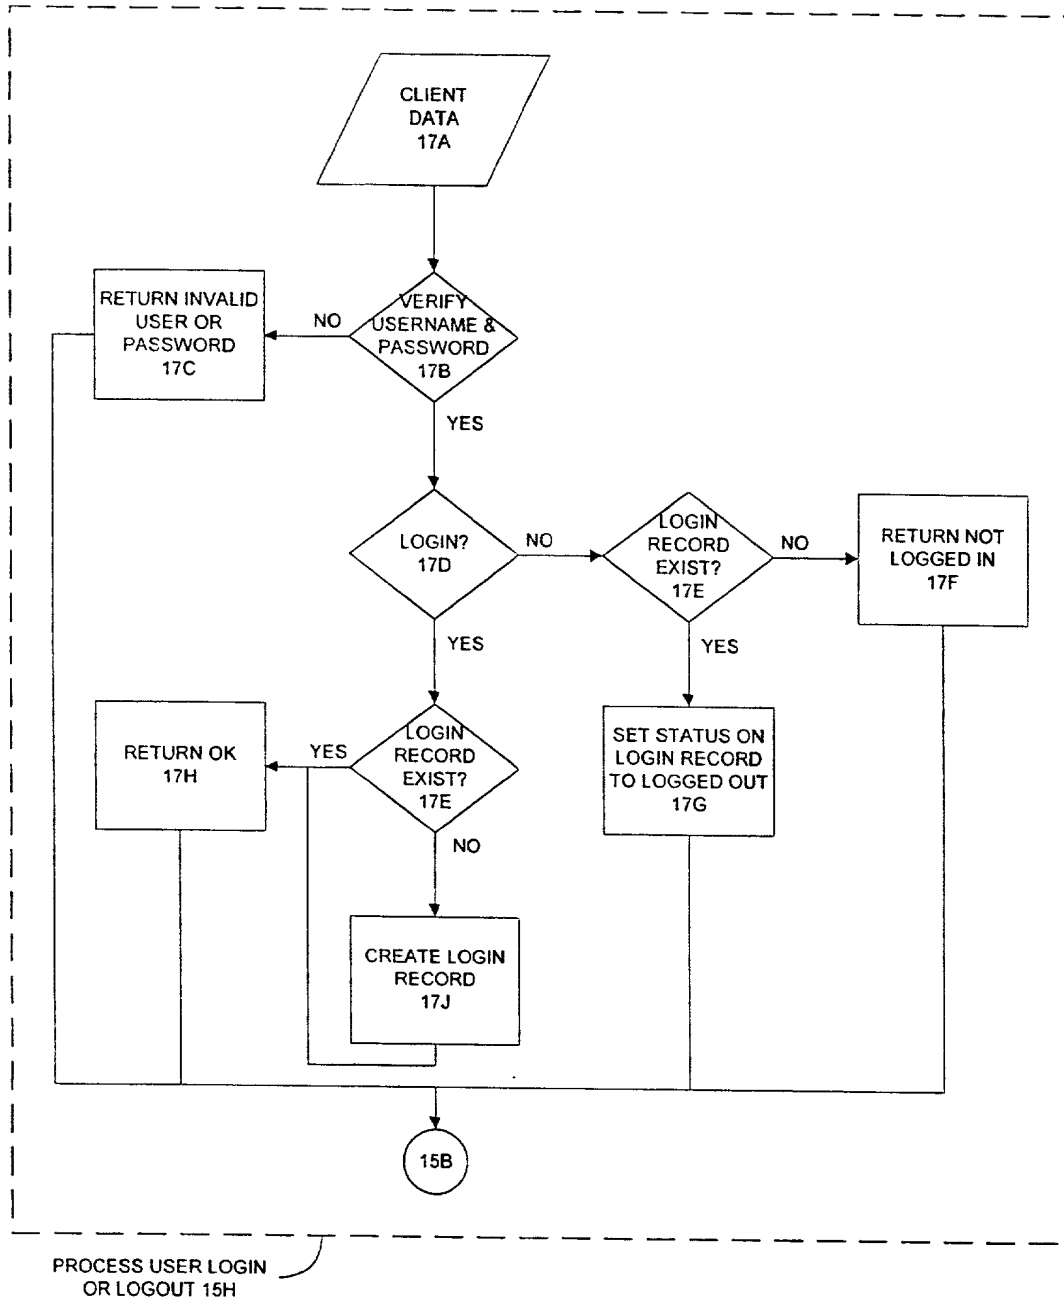 CLIENT
DATA
17A
RETURN INVALID
USER OR
PASSWORD
17C
NO
VERIFY
USERNAME &
PASSWORD
17B
YES
LOGIN?
17D
NO
LOGIN
RECORD
EXIST?
17E
NO
RETURN NOT
LOGGED IN
17F
YES
YES
RETURN OK
17H
YES
LOGIN
RECORD
EXIST?
17E
SET STATUS ON
LOGIN RECORD
TO LOGGED OUT
17G
NO
CREATE LOGIN
RECORD
17J
15B
PROCESS USER LOGIN
OR LOGOUT 15H